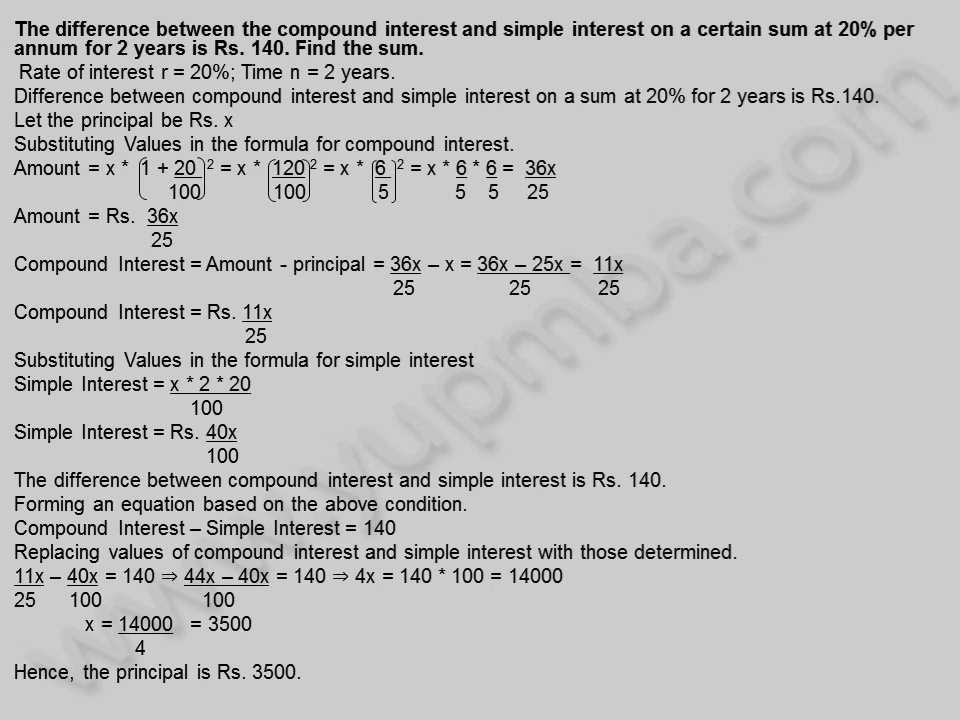 The difference between the compound interest and simple interest on a certain sum at 20% per
annum for 2 years is Rs. 140. Find the sum.
Rate of interest r = 20%; Time n = 2 years.
Difference between compound interest and simple interest on a sum at 20% for 2 years is Rs.140.
Let the principal be Rs. x
Substituting Values in the formula for compound interest.
Amount = x * ( 1 + 20 )2 = x * ( 120 )2 = x * ( 6 )2 = x * 6 * 6 = 36x
100 100 5 5 5 25
Amount = Rs. 36x
25
Compound Interest = Amount - principal = 36x – x = 36x – 25x = 11x
25 25 25
Compound Interest = Rs. 11x
25
Substituting Values in the formula for simple interest
Simple Interest = x * 2 * 20
100
Simple Interest = Rs. 40x
100
The difference between compound interest and simple interest is Rs. 140.
Forming an equation based on the above condition.
Compound Interest – Simple Interest = 140
Replacing values of compound interest and simple interest with those determined.
11x – 40x = 140 ⇒ 44x – 40x = 140 ⇒ 4x = 140 * 100 = 14000
25 100 100
x = 14000 = 3500
4
Hence, the principal is Rs. 3500.
www.yupmba.com